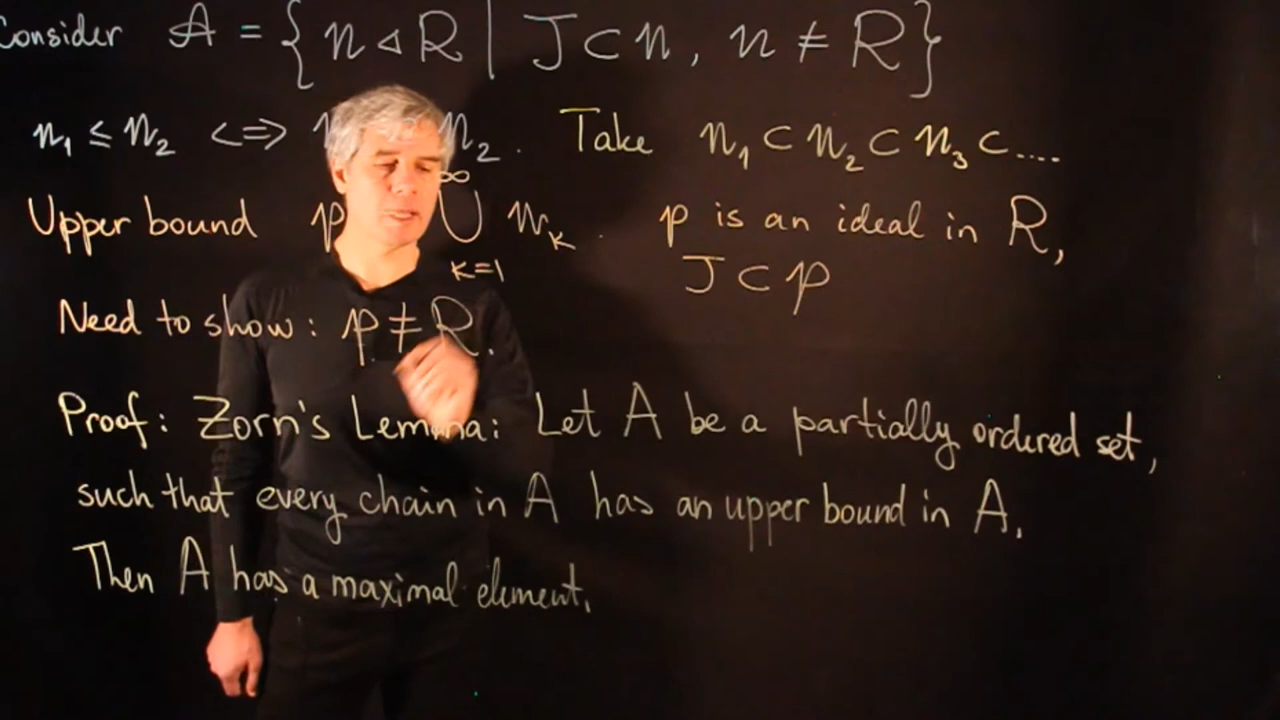 Consider A = { n ◁ R | J ⊂ n, n ≠ R }
n₁ ≤ n₂ <=> n₂. Take n₁ ⊂ n₂ ⊂ n₃ ⊂ ....
Upper bound p ∞ ⋃ k=1 n_k. p is an ideal in R,
J ⊂ p
Need to show: p ≠ R.
Proof: Zorn's Lemma: Let A be a partially ordered set,
such that every chain in A has an upper bound in A.
Then A has a maximal element.